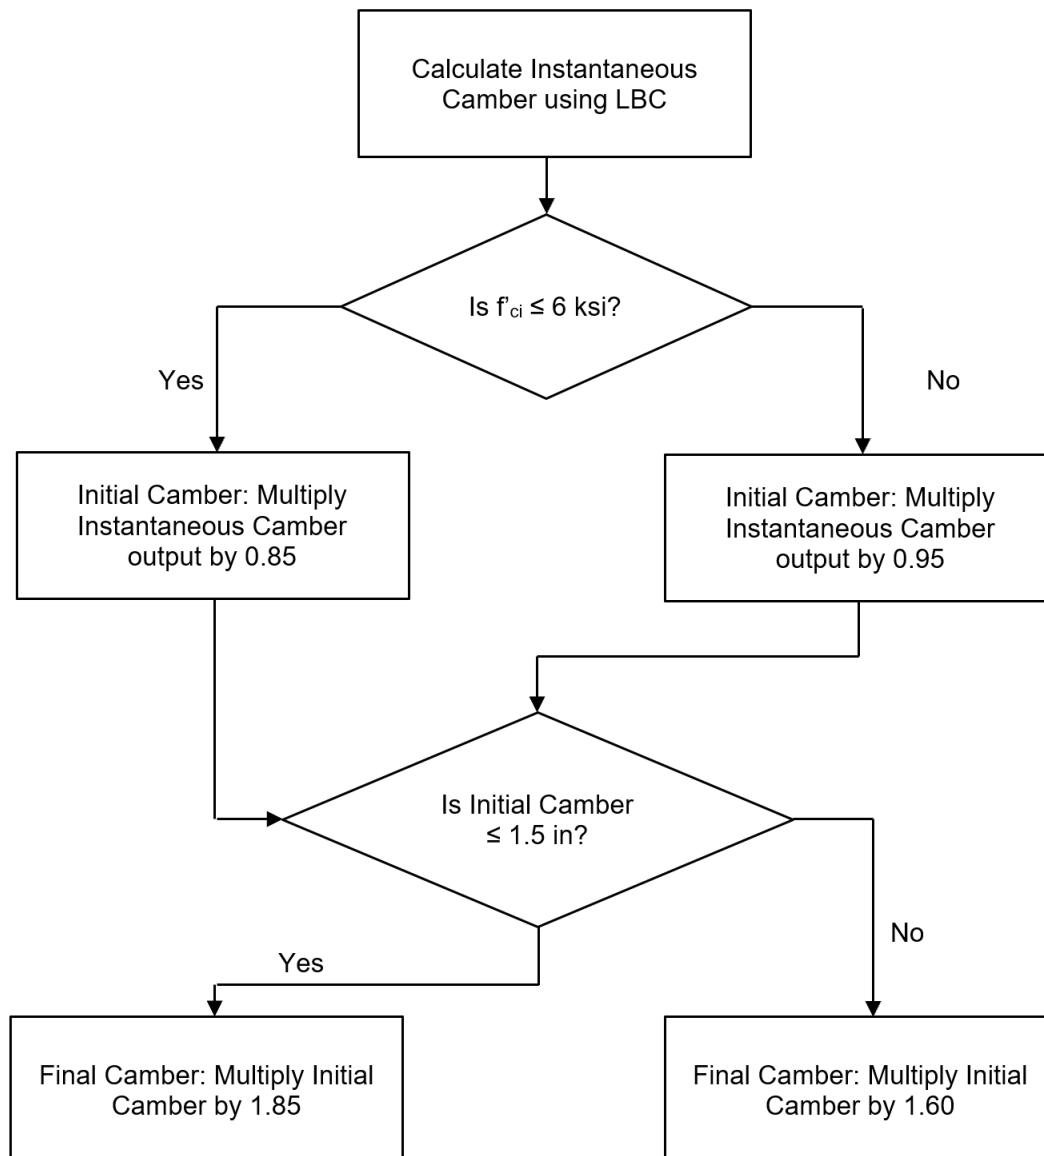 Calculate Instantaneous
Camber using LBC
Is f'ci ≤ 6 ksi?
Yes
No
Initial Camber: Multiply
Instantaneous Camber
output by 0.85
Initial Camber: Multiply
Instantaneous Camber
output by 0.95
Is Initial Camber
≤ 1.5 in?
Yes
No
Final Camber: Multiply Initial
Camber by 1.85
Final Camber: Multiply Initial
Camber by 1.60